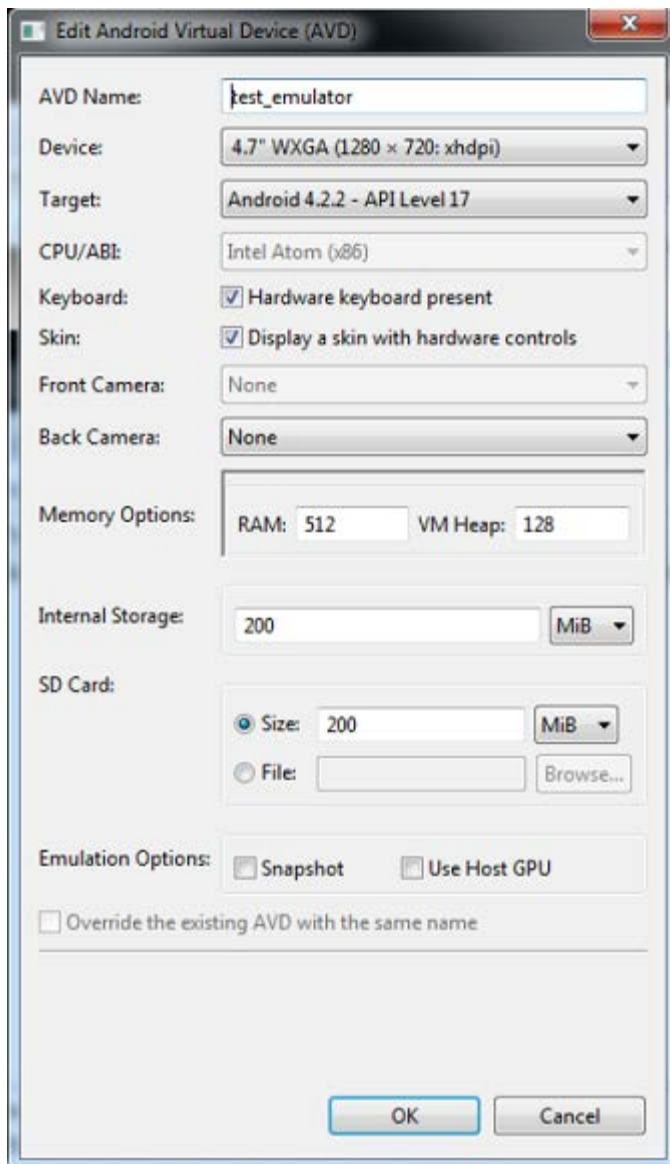 Edit Android Virtual Device (AVD)
AVD Name: test_emulator
Device: 4.7" WXGA (1280 × 720: xhdpi)
Target: Android 4.2.2 - API Level 17
CPU/ABI: Intel Atom (x86)
Keyboard: Hardware keyboard present
Skin: Display a skin with hardware controls
Front Camera: None
Back Camera: None
Memory Options: RAM: 512 VM Heap: 128
Internal Storage: 200 MiB
SD Card:
Size: 200 MiB
File: Browse...
Emulation Options: Snapshot Use Host GPU
Override the existing AVD with the same name
OK Cancel